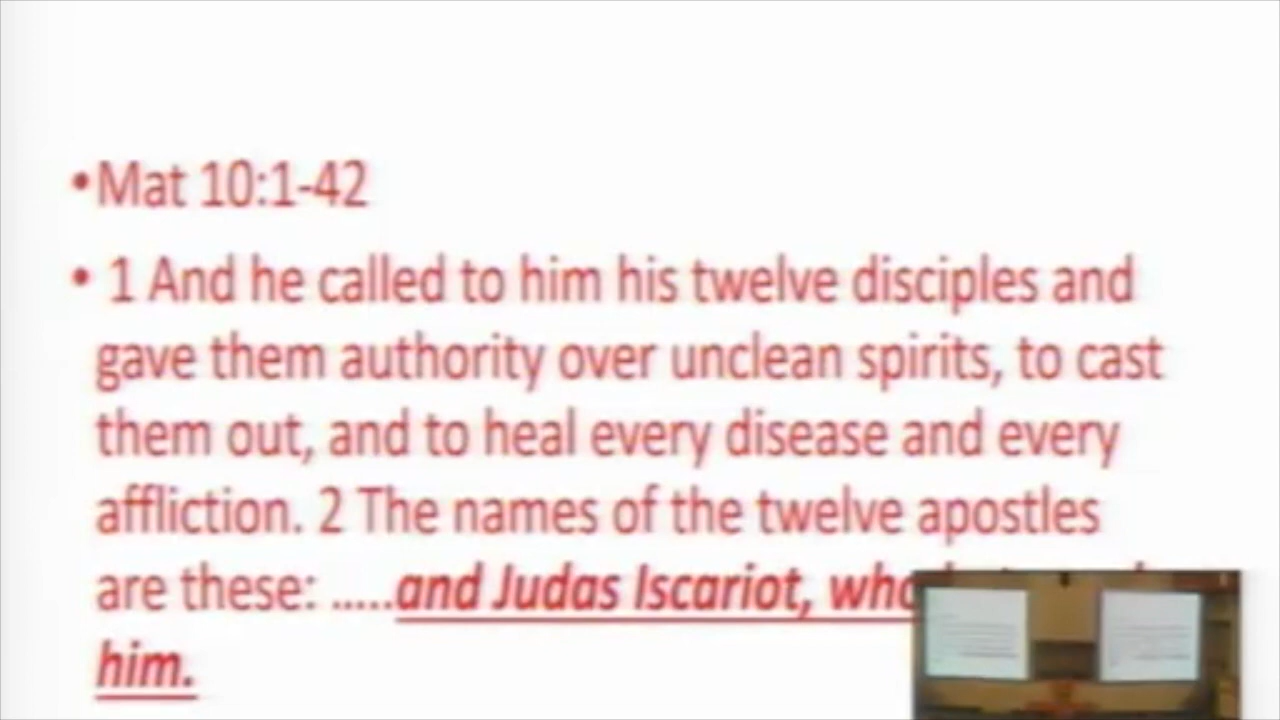 •Mat 10:1-42
• 1 And he called to him his twelve disciples and
gave them authority over unclean spirits, to cast
them out, and to heal every disease and every
affliction. 2 The names of the twelve apostles
are these: .....and Judas Iscariot, who
him.